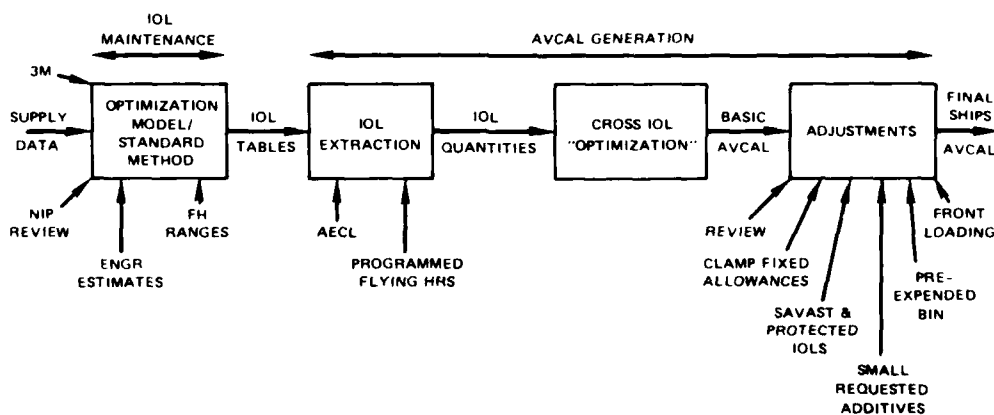 IOL
MAINTENANCE
AVCAL GENERATION
3M
SUPPLY
DATA
OPTIMIZATION
MODEL/
STANDARD
METHOD
IOL
TABLES
IOL
EXTRACTION
IOL
QUANTITIES
CROSS IOL
"OPTIMIZATION"
BASIC
AVCAL
ADJUSTMENTS
FINAL
SHIPS
AVCAL
NIP
REVIEW
ENGR
ESTIMATES
FH
RANGES
AECL
PROGRAMMED
FLYING HRS
REVIEW
CLAMP FIXED
ALLOWANCES
SAVAST &
PROTECTED
IOLS
SMALL
REQUESTED
ADDITIVES
PRE-
EXPENDED
BIN
FRONT
LOADING